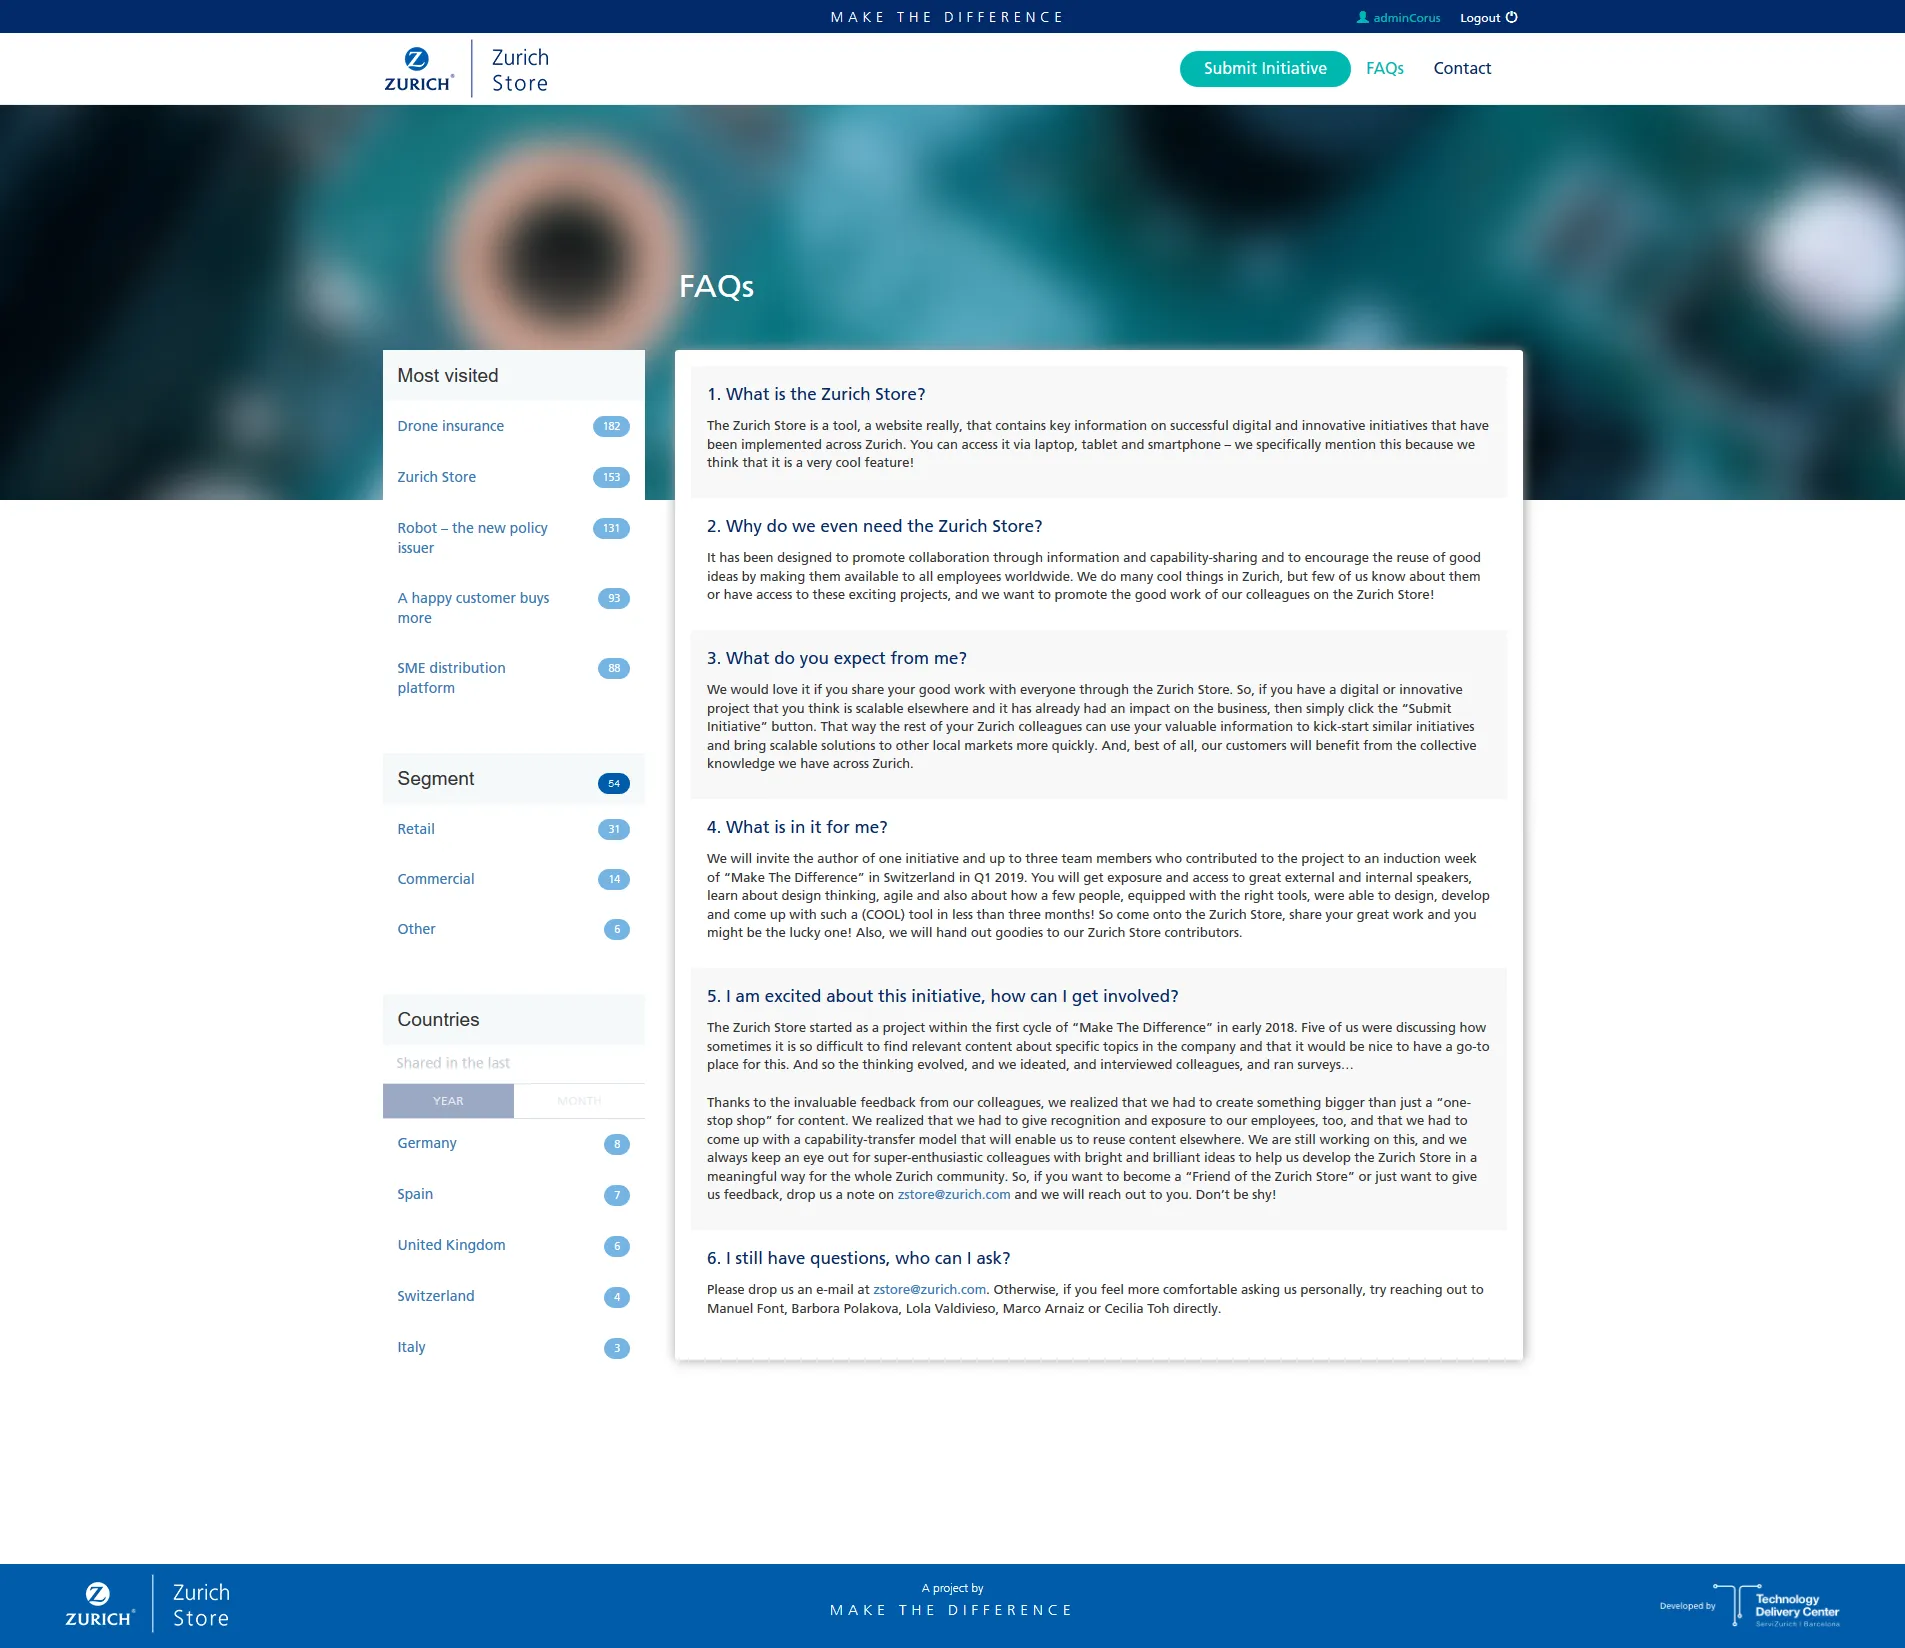 MAKE THE DIFFERENCE
adminCorus Logout
ZURICH Zurich Store
Submit Initiative FAQs Contact
FAQs
Most visited
Drone insurance 182
Zurich Store 153
Robot – the new policy 131
issuer
A happy customer buys 93
more
SME distribution 88
platform
Segment 54
Retail 31
Commercial 14
Other 6
Countries
Shared in the last
YEAR MONTH
Germany 8
Spain 7
United Kingdom 6
Switzerland 4
Italy 3
1. What is the Zurich Store?
The Zurich Store is a tool, a website really, that contains key information on successful digital and innovative initiatives that have
been implemented across Zurich. You can access it via laptop, tablet and smartphone – we specifically mention this because we
think that it is a very cool feature!
2. Why do we even need the Zurich Store?
It has been designed to promote collaboration through information and capability-sharing and to encourage the reuse of good
ideas by making them available to all employees worldwide. We do many cool things in Zurich, but few of us know about them
or have access to these exciting projects, and we want to promote the good work of our colleagues on the Zurich Store!
3. What do you expect from me?
We would love it if you share your good work with everyone through the Zurich Store. So, if you have a digital or innovative
project that you think is scalable elsewhere and it has already had an impact on the business, then simply click the “Submit
Initiative” button. That way the rest of your Zurich colleagues can use your valuable information to kick-start similar initiatives
and bring scalable solutions to other local markets more quickly. And, best of all, our customers will benefit from the collective
knowledge we have across Zurich.
4. What is in it for me?
We will invite the author of one initiative and up to three team members who contributed to the project to an induction week
of “Make The Difference” in Switzerland in Q1 2019. You will get exposure and access to great external and internal speakers,
learn about design thinking, agile and also about how a few people, equipped with the right tools, were able to design, develop
and come up with such a (COOL) tool in less than three months! So come onto the Zurich Store, share your great work and you
might be the lucky one! Also, we will hand out goodies to our Zurich Store contributors.
5. I am excited about this initiative, how can I get involved?
The Zurich Store started as a project within the first cycle of “Make The Difference” in early 2018. Five of us were discussing how
sometimes it is so difficult to find relevant content about specific topics in the company and that it would be nice to have a go-to
place for this. And so the thinking evolved, and we ideated, and interviewed colleagues, and ran surveys…
Thanks to the invaluable feedback from our colleagues, we realized that we had to create something bigger than just a “one-
stop shop” for content. We realized that we had to give recognition and exposure to our employees, too, and that we had to
come up with a capability-transfer model that will enable us to reuse content elsewhere. We are still working on this, and we
always keep an eye out for super-enthusiastic colleagues with bright and brilliant ideas to help us develop the Zurich Store in a
meaningful way for the whole Zurich community. So, if you want to become a “Friend of the Zurich Store” or just want to give
us feedback, drop us a note on zstore@zurich.com and we will reach out to you. Don’t be shy!
6. I still have questions, who can I ask?
Please drop us an e-mail at zstore@zurich.com. Otherwise, if you feel more comfortable asking us personally, try reaching out to
Manuel Font, Barbora Polakova, Lola Valdivieso, Marco Arnaiz or Cecilia Toh directly.
ZURICH Zurich Store
A project by
MAKE THE DIFFERENCE
Developed by
Technology
Delivery Center
ServiZurich | Barcelona